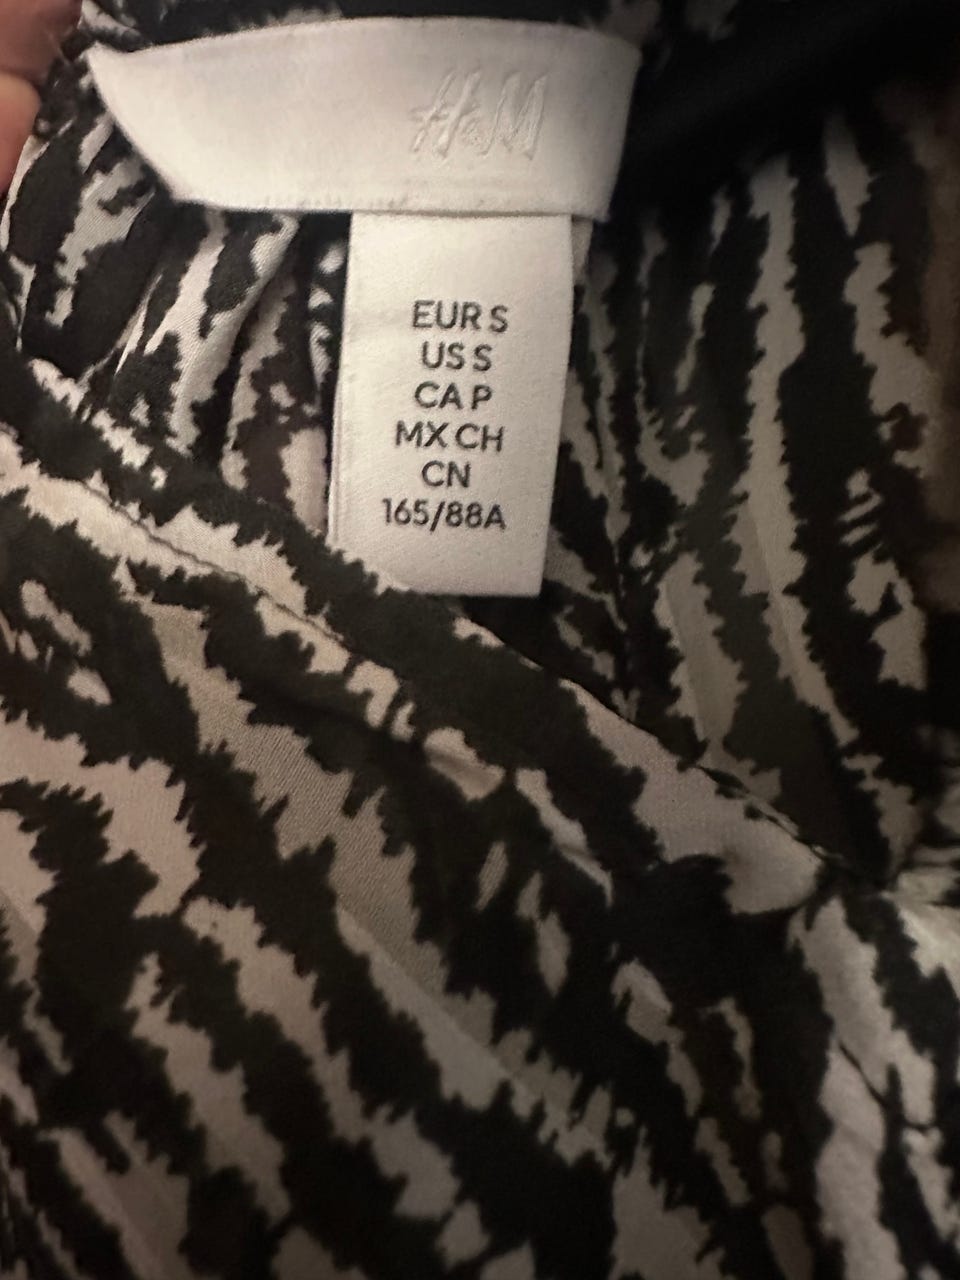 H&M
EUR S
US S
CA P
MX CH
CN
165/88A